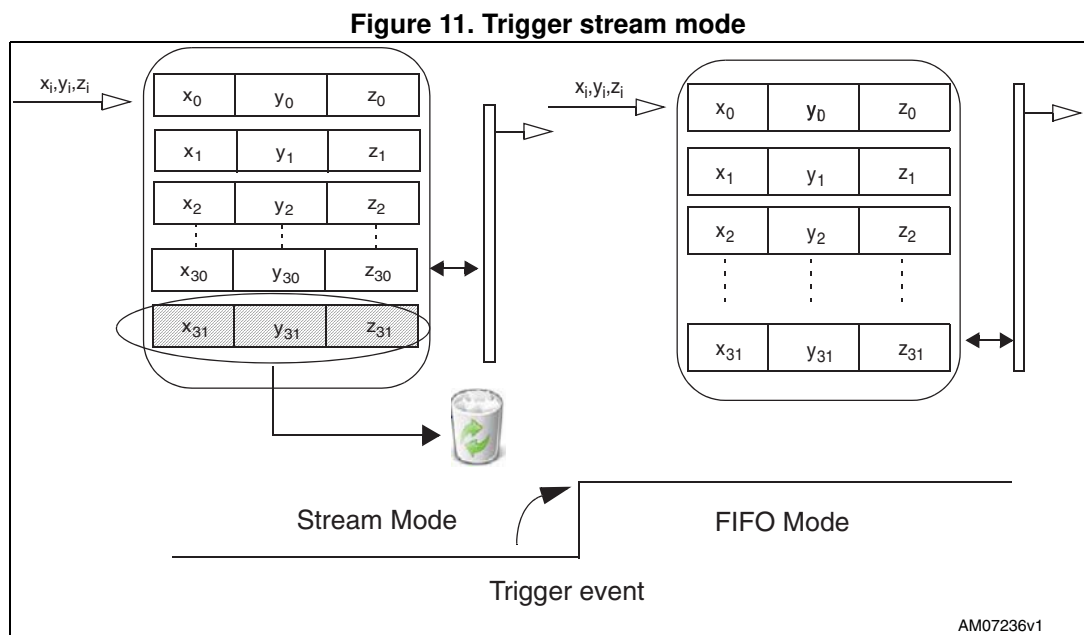 Figure 11. Trigger stream mode
xᵢ,yᵢ,zᵢ
x₀ y₀ z₀
x₁ y₁ z₁
x₂ y₂ z₂
x₃₀ y₃₀ z₃₀
x₃₁ y₃₁ z₃₁
xᵢ,yᵢ,zᵢ
x₀ y₀ z₀
x₁ y₁ z₁
x₂ y₂ z₂
x₃₁ y₃₁ z₃₁
Stream Mode
FIFO Mode
Trigger event
AM07236v1